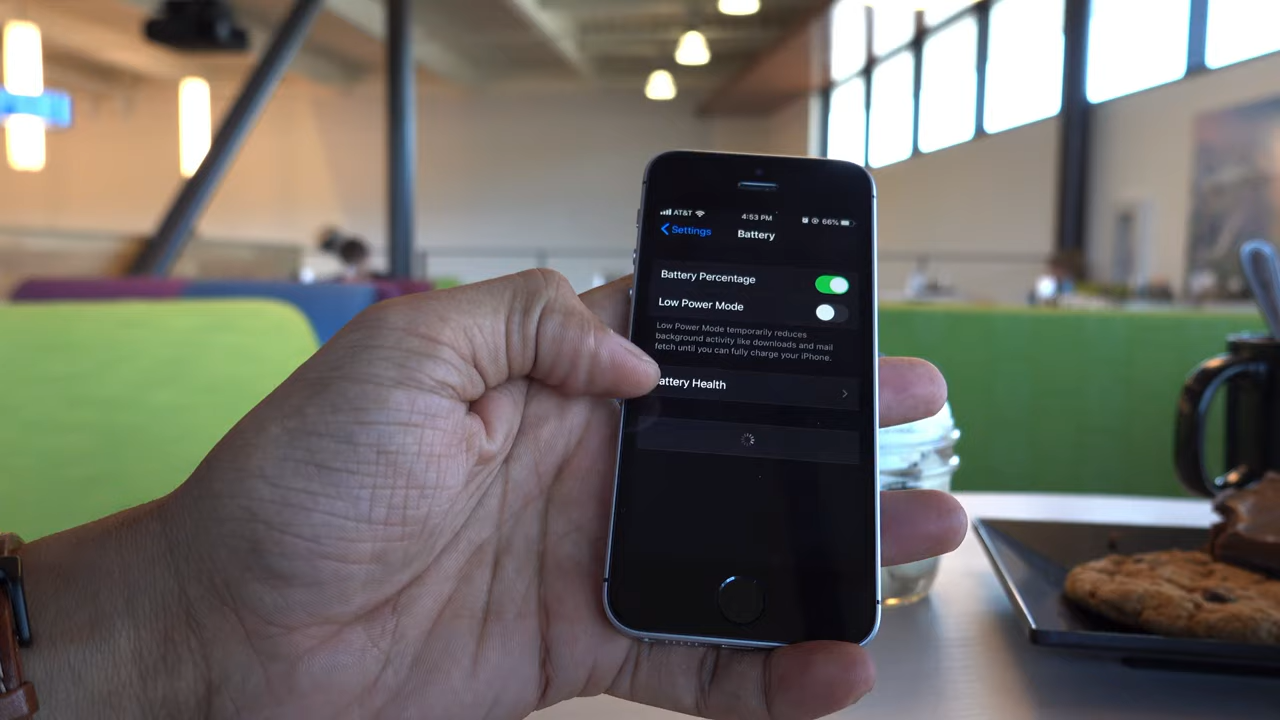 AT&T 4:53 PM 66%
Settings Battery
Battery Percentage
Low Power Mode
Low Power Mode temporarily reduces
background activity like downloads and mail
fetch until you can fully charge your iPhone.
attery Health